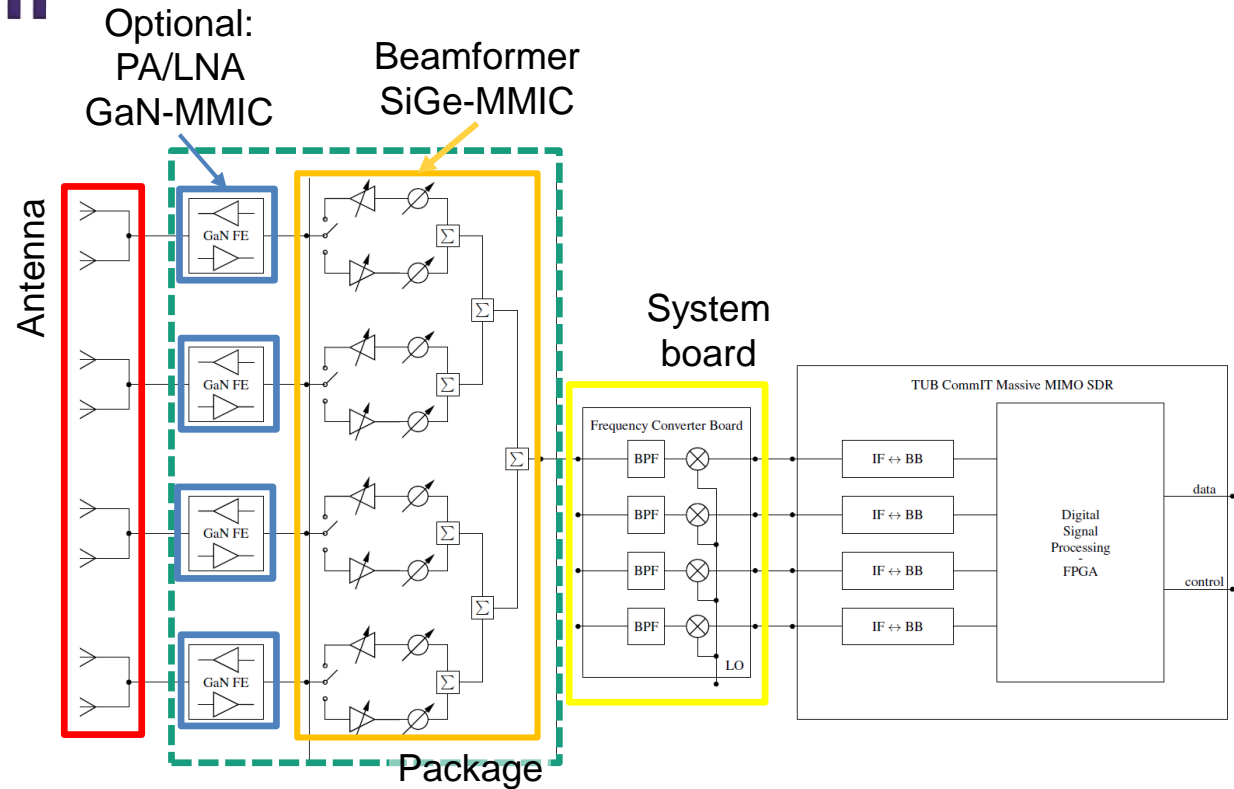 Optional:
PA/LNA
GaN-MMIC
Beamformer
SiGe-MMIC
Antenna
GaN FE
Σ
Σ
GaN FE
Σ
Σ
GaN FE
Σ
Σ
GaN FE
Σ
Package
System
board
Frequency Converter Board
BPF
BPF
BPF
BPF
LO
TUB CommIT Massive MIMO SDR
IF ↔ BB
IF ↔ BB
IF ↔ BB
IF ↔ BB
Digital
Signal
Processing
-
FPGA
data
control